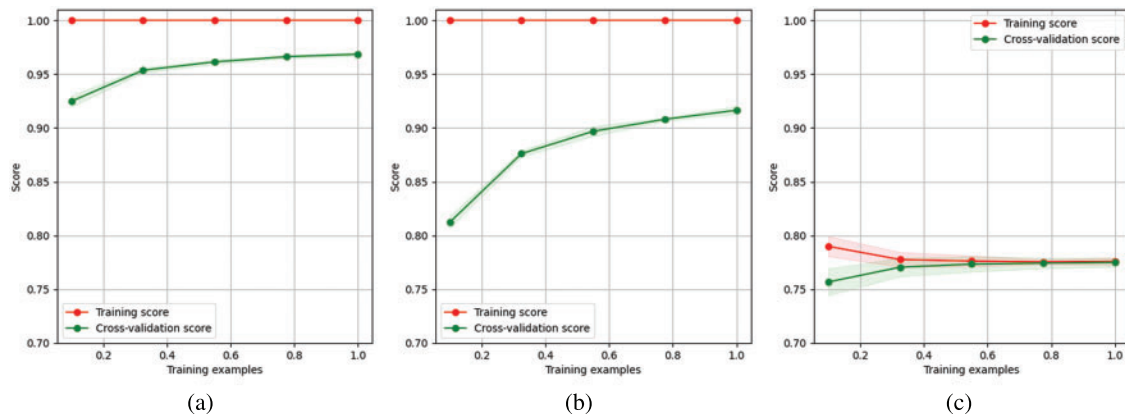 1.00
0.95
0.90
0.85
0.80
0.75
0.70
Score
Training score
Cross-validation score
0.2 0.4 0.6 0.8 1.0
Training examples
(a)
1.00
0.95
0.90
0.85
0.80
0.75
0.70
Score
Training score
Cross-validation score
0.2 0.4 0.6 0.8 1.0
Training examples
(b)
1.00
0.95
0.90
0.85
0.80
0.75
0.70
Score
Training score
Cross-validation score
0.2 0.4 0.6 0.8 1.0
Training examples
(c)